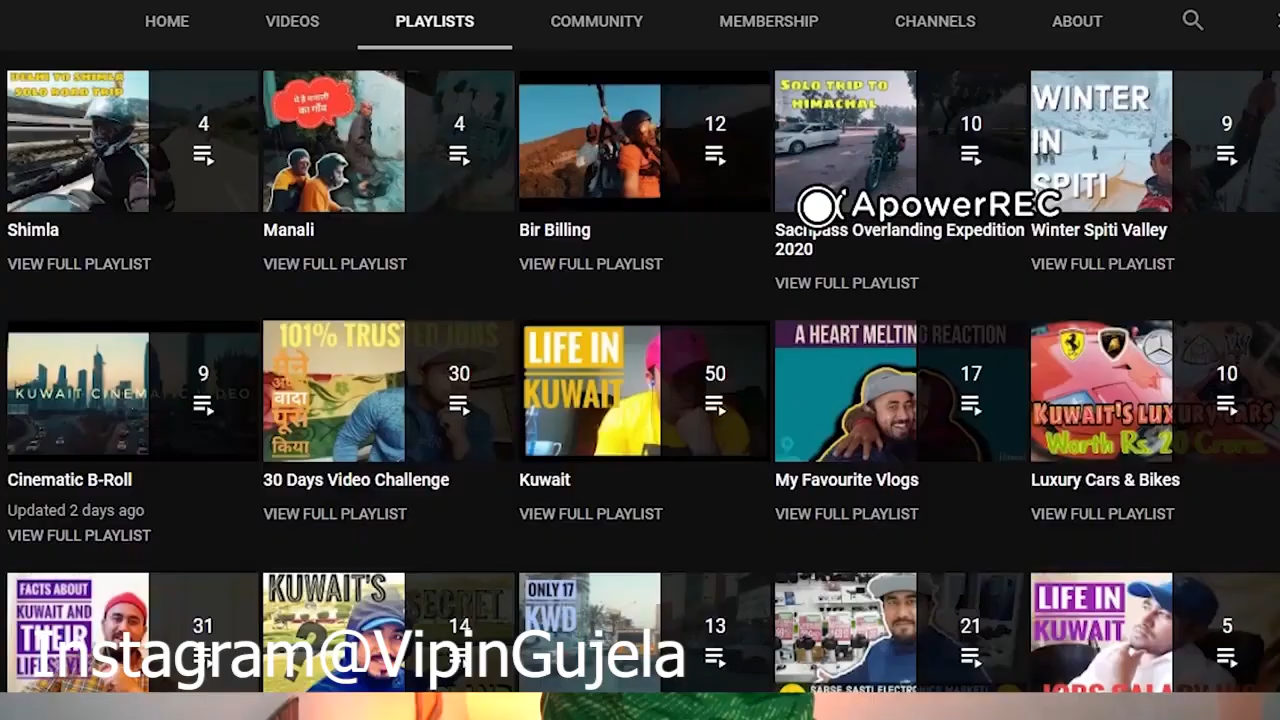 HOME VIDEOS PLAYLISTS COMMUNITY MEMBERSHIP CHANNELS ABOUT
DELHI TO SHIMLA
SOLO ROAD TRIP
4
Shimla
VIEW FULL PLAYLIST
ये है मनाली
का गाँव
4
Manali
VIEW FULL PLAYLIST
12
Bir Billing
VIEW FULL PLAYLIST
SOLO TRIP TO
HIMACHAL
10
ApowerREC
Sachpass Overlanding Expedition
2020
VIEW FULL PLAYLIST
WINTER
IN
SPITI
9
Winter Spiti Valley
VIEW FULL PLAYLIST
KUWAIT CINEMATIC VIDEO
9
Cinematic B-Roll
Updated 2 days ago
VIEW FULL PLAYLIST
101% TRUSTED JOBS
मैने
वादा
पूरा
किया
30
30 Days Video Challenge
VIEW FULL PLAYLIST
LIFE IN
KUWAIT
50
Kuwait
VIEW FULL PLAYLIST
A HEART MELTING REACTION
17
My Favourite Vlogs
VIEW FULL PLAYLIST
KUWAIT'S LUXURY CARS
Worth Rs. 20 Crores
10
Luxury Cars & Bikes
VIEW FULL PLAYLIST
FACTS ABOUT
KUWAIT AND
THEIR
31
KUWAIT'S
SECRET
14
ONLY 17
KWD
13
21
LIFE IN
KUWAIT
5
Instagram@VipinGujela